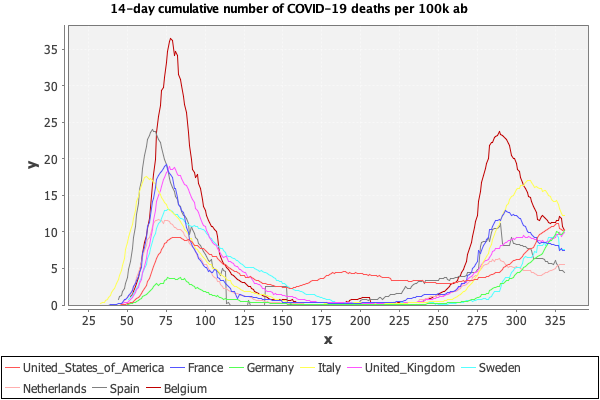 14-day cumulative number of COVID-19 deaths per 100k ab
35
30
25
20
15
10
5
0
y
25 50 75 100 125 150 175 200 225 250 275 300 325
x
United_States_of_America France Germany Italy United_Kingdom Sweden
Netherlands Spain Belgium